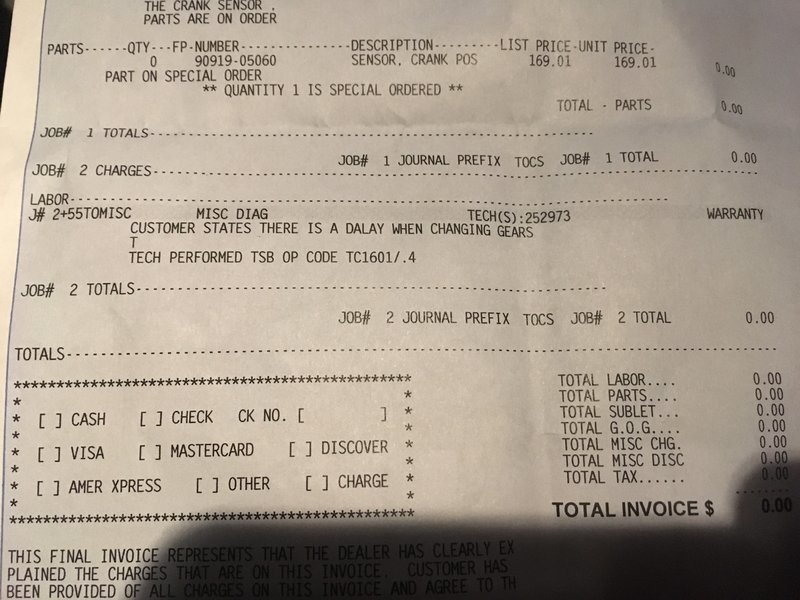 THE CRANK SENSOR .
PARTS ARE ON ORDER
PARTS------QTY---FP-NUMBER---------------DESCRIPTION--------LIST PRICE-UNIT PRICE-
0 90919-05060 SENSOR, CRANK POS 169.01 169.01 0.00
PART ON SPECIAL ORDER
** QUANTITY 1 IS SPECIAL ORDERED **
TOTAL - PARTS 0.00
JOB# 1 TOTALS------------------------------------------------------------
JOB# 1 JOURNAL PREFIX TOCS JOB# 1 TOTAL 0.00
JOB# 2 CHARGES------------------------------------------------------------
LABOR------------------------------------------------------------
J# 2+55TOMISC MISC DIAG TECH(S):252973 WARRANTY
CUSTOMER STATES THERE IS A DALAY WHEN CHANGING GEARS
T
TECH PERFORMED TSB OP CODE TC1601/.4
JOB# 2 TOTALS------------------------------------------------------------
JOB# 2 JOURNAL PREFIX TOCS JOB# 2 TOTAL 0.00
TOTALS------------------------------------------------------------
[ ] CASH [ ] CHECK CK NO. [ ]
[ ] VISA [ ] MASTERCARD [ ] DISCOVER
[ ] AMER XPRESS [ ] OTHER [ ] CHARGE
TOTAL LABOR.... 0.00
TOTAL PARTS.... 0.00
TOTAL SUBLET... 0.00
TOTAL G.O.G.... 0.00
TOTAL MISC CHG. 0.00
TOTAL MISC DISC 0.00
TOTAL TAX...... 0.00
TOTAL INVOICE $ 0.00
THIS FINAL INVOICE REPRESENTS THAT THE DEALER HAS CLEARLY EX
PLAINED THE CHARGES THAT ARE ON THIS INVOICE. CUSTOMER HAS
BEEN PROVIDED OF ALL CHARGES ON THIS INVOICE AND AGREE TO TH